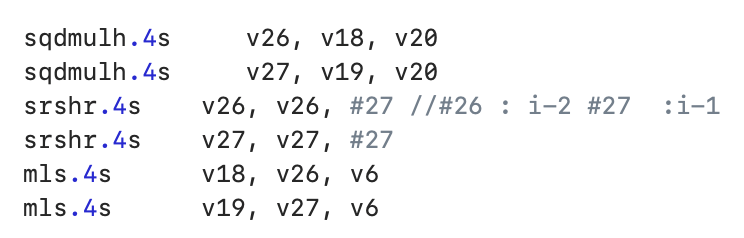 sqdmulh.4s     v26, v18, v20
sqdmulh.4s     v27, v19, v20
srshr.4s    v26, v26, #27 //#26 : i-2 #27  :i-1
srshr.4s    v27, v27, #27
mls.4s      v18, v26, v6
mls.4s      v19, v27, v6